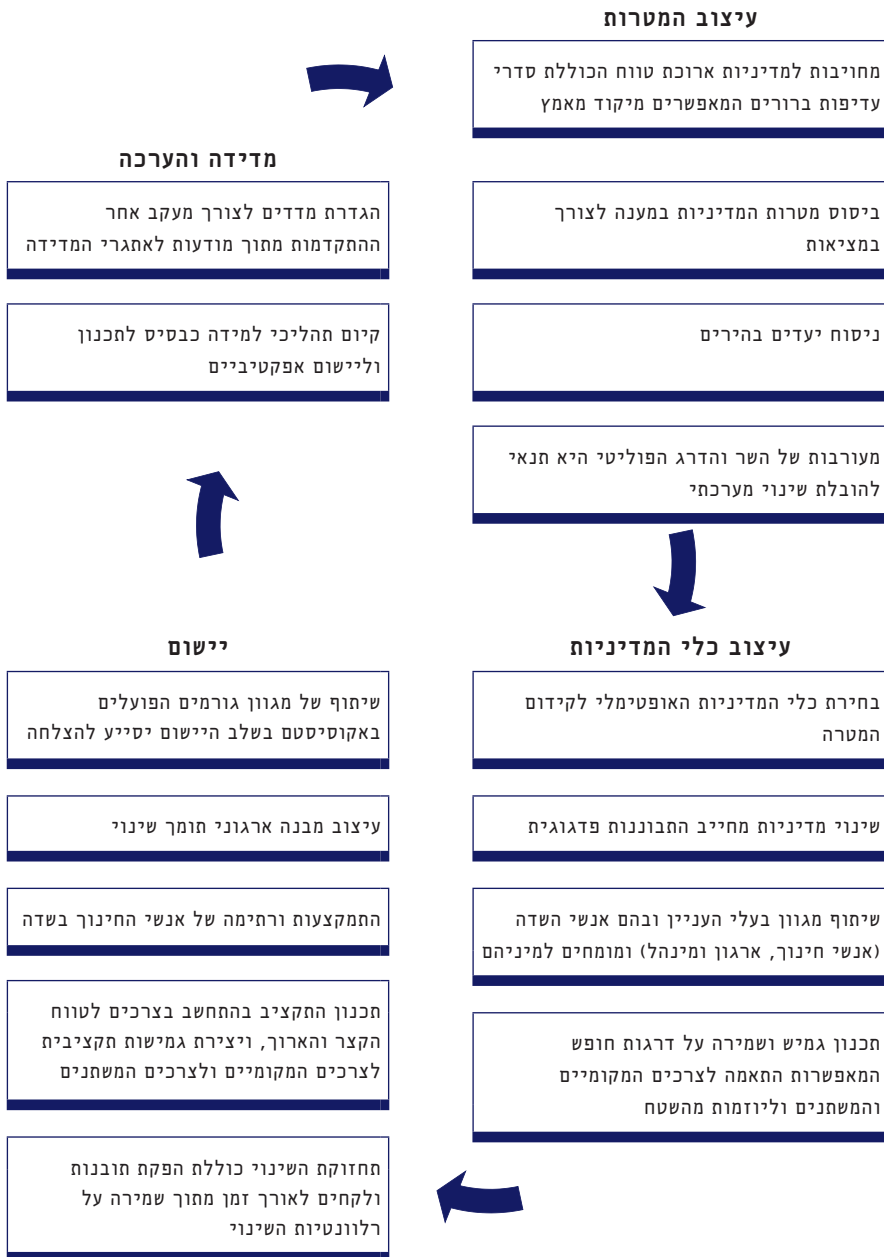 עיצוב המטרות
מחויבות למדיניות ארוכת טווח הכוללת סדרי
עדיפות ברורים המאפשרים מיקוד מאמץ
ביסוס מטרות המדיניות במענה לצורך
במציאות
ניסוח יעדים בהירים
מעורבות של השר והדרג הפוליטי היא תנאי
להובלת שינוי מערכתי
עיצוב כלי המדיניות
בחירת כלי המדיניות האופטימלי לקידום
המטרה
שינוי מדיניות מחייב התבוננות פדגוגית
שיתוף מגוון בעלי העניין ובהם אנשי השדה
(אנשי חינוך, ארגון ומינהל) ומומחים למיניהם
תכנון גמיש ושמירה על דרגות חופש
המאפשרות התאמה לצרכים המקומיים
והמשתנים וליוזמות מהשטח
יישום
שיתוף של מגוון גורמים הפועלים
באקוסיסטם בשלב היישום יסייע להצלחה
עיצוב מבנה ארגוני תומך שינוי
התמקצעות ורתימה של אנשי החינוך בשדה
תכנון התקציב בהתחשב בצרכים לטווח
הקצר והארוך, ויצירת גמישות תקציבית
לצרכים המקומיים ולצרכים המשתנים
תחזוקת השינוי כוללת הפקת תובנות
ולקחים לאורך זמן מתוך שמירה על
רלוונטיות השינוי
מדידה והערכה
הגדרת מדדים לצורך מעקב אחר
ההתקדמות מתוך מודעות לאתגרי המדידה
קיום תהליכי למידה כבסיס לתכנון
וליישום אפקטיביים